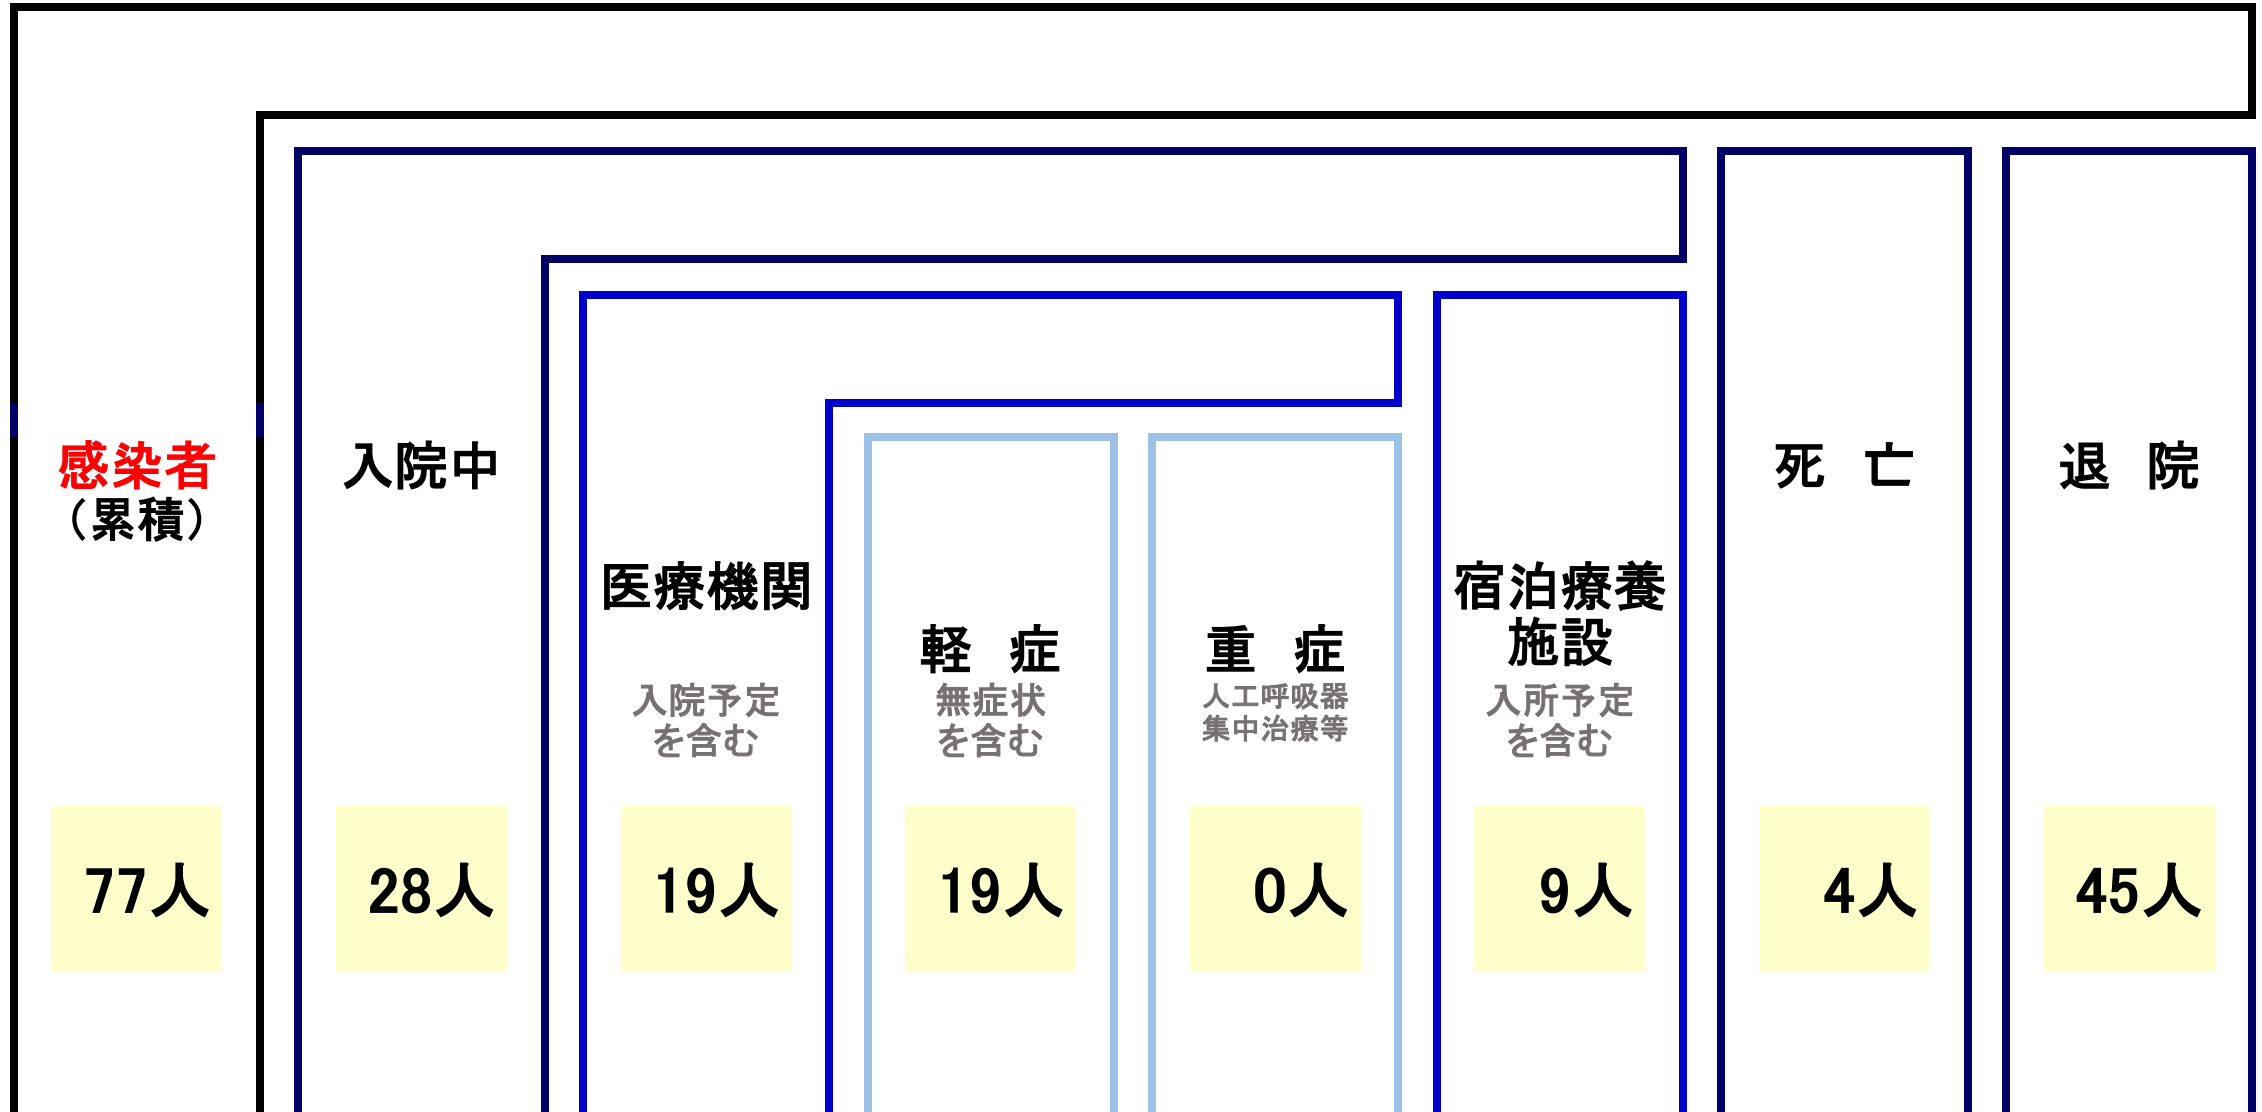 感染者
（累積）
77人
入院中
28人
医療機関
入院予定
を含む
19人
軽　症
無症状
を含む
19人
重　症
人工呼吸器
集中治療等
0人
宿泊療養
施設
入所予定
を含む
9人
死　亡
4人
退　院
45人